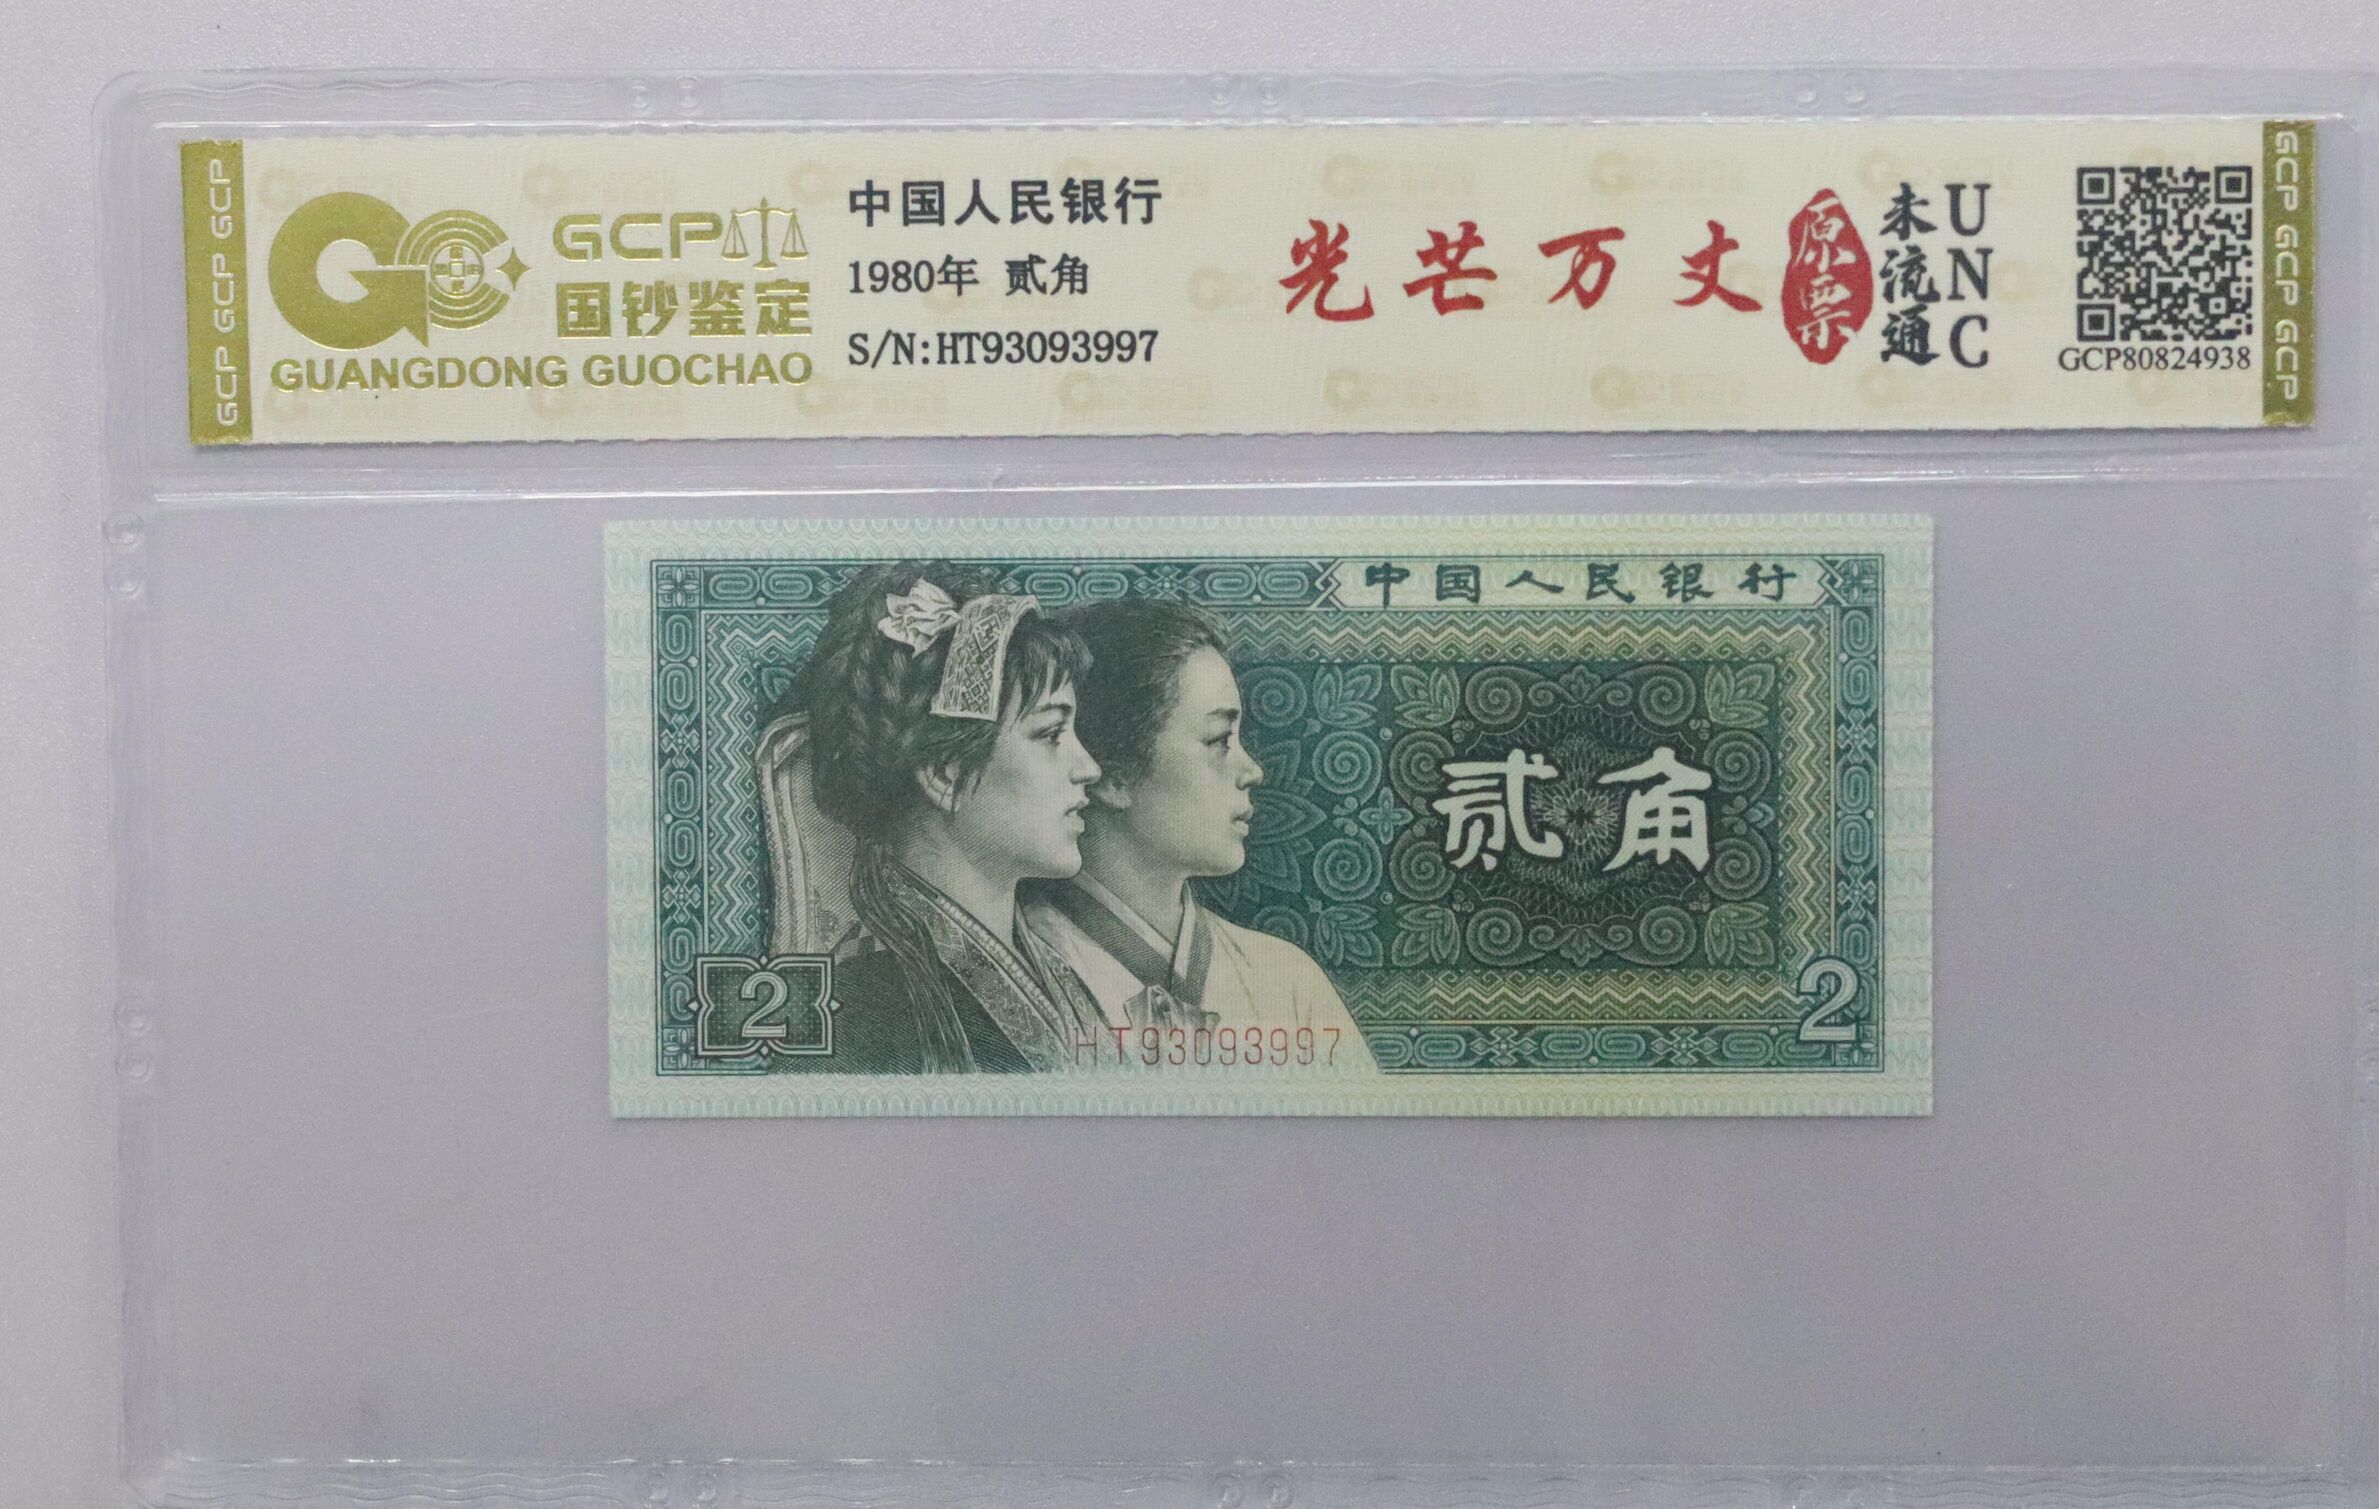 GCP GCP GCP
GCP
国钞鉴定
GUANGDONG GUOCHAO
中国人民银行
1980年 贰角
S/N:HT93093997
光芒万丈
原票
未流通
UNC
GCP80824938
GCP GCP GCP
中国人民银行
贰角
2
2
HT93093997